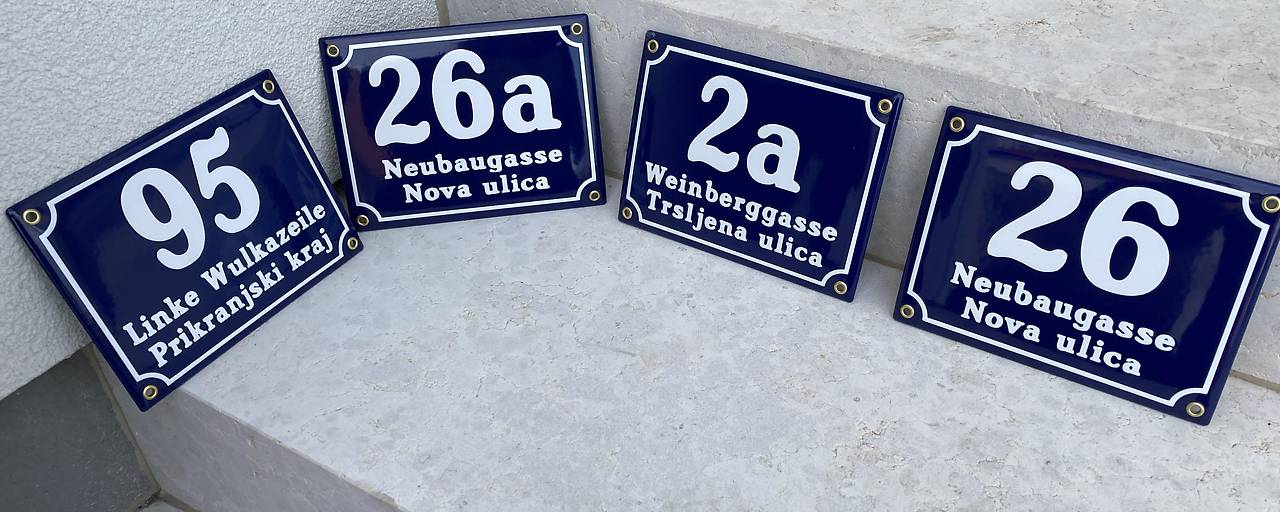 95
Linke Wulkazeile
Prikranjski kraj
26a
Neubaugasse
Nova ulica
2a
Weinberggasse
Trsljena ulica
26
Neubaugasse
Nova ulica